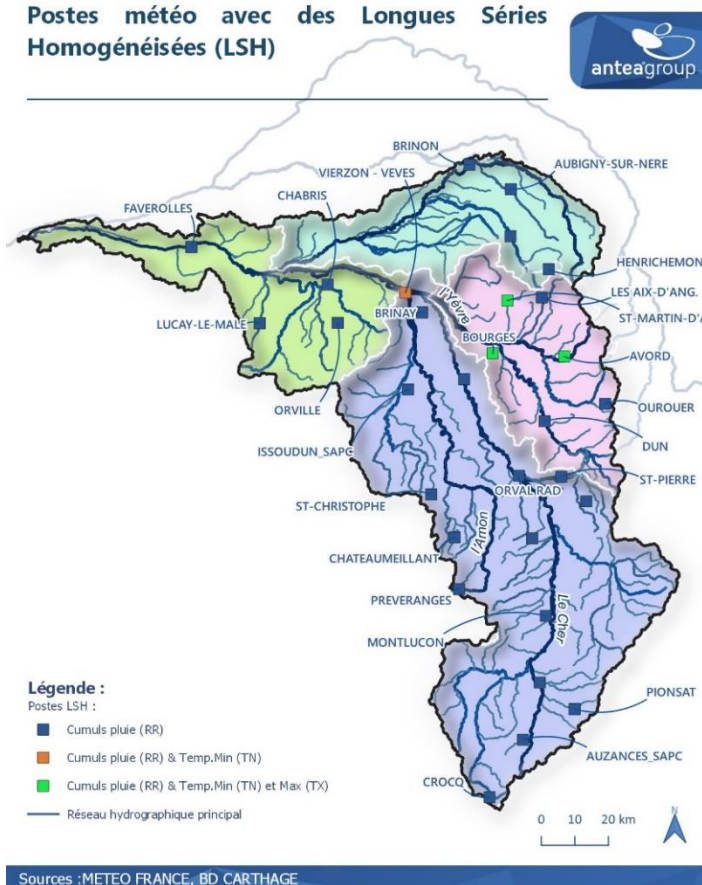 Postes météo avec des Longues Séries
Homogénéisées (LSH)
anteagroup
BRINON
VIERZON - VEVES
AUBIGNY-SUR-NERE
CHABRIS
FAVEROLLES
HENRICHEMON
LES AIX-D'ANG.
l'Yèvre
ST-MARTIN-D'A
BRINAY
LUCAY-LE-MALE
BOURGES
AVORD
ORVILLE
OUROUER
DUN
ISSOUDUN_SAPC
ST-PIERRE
ORVAL RAD
ST-CHRISTOPHE
l'Arnon
CHATEAUMEILLANT
PREVERANGES
Le Cher
MONTLUCON
Légende :
Postes LSH :
Cumuls pluie (RR)
Cumuls pluie (RR) & Temp.Min (TN)
Cumuls pluie (RR) & Temp.Min (TN) et Max (TX)
Réseau hydrographique principal
PIONSAT
AUZANCES_SAPC
CROCQ
0 10 20 km
N
Sources :METEO FRANCE, BD CARTHAGE